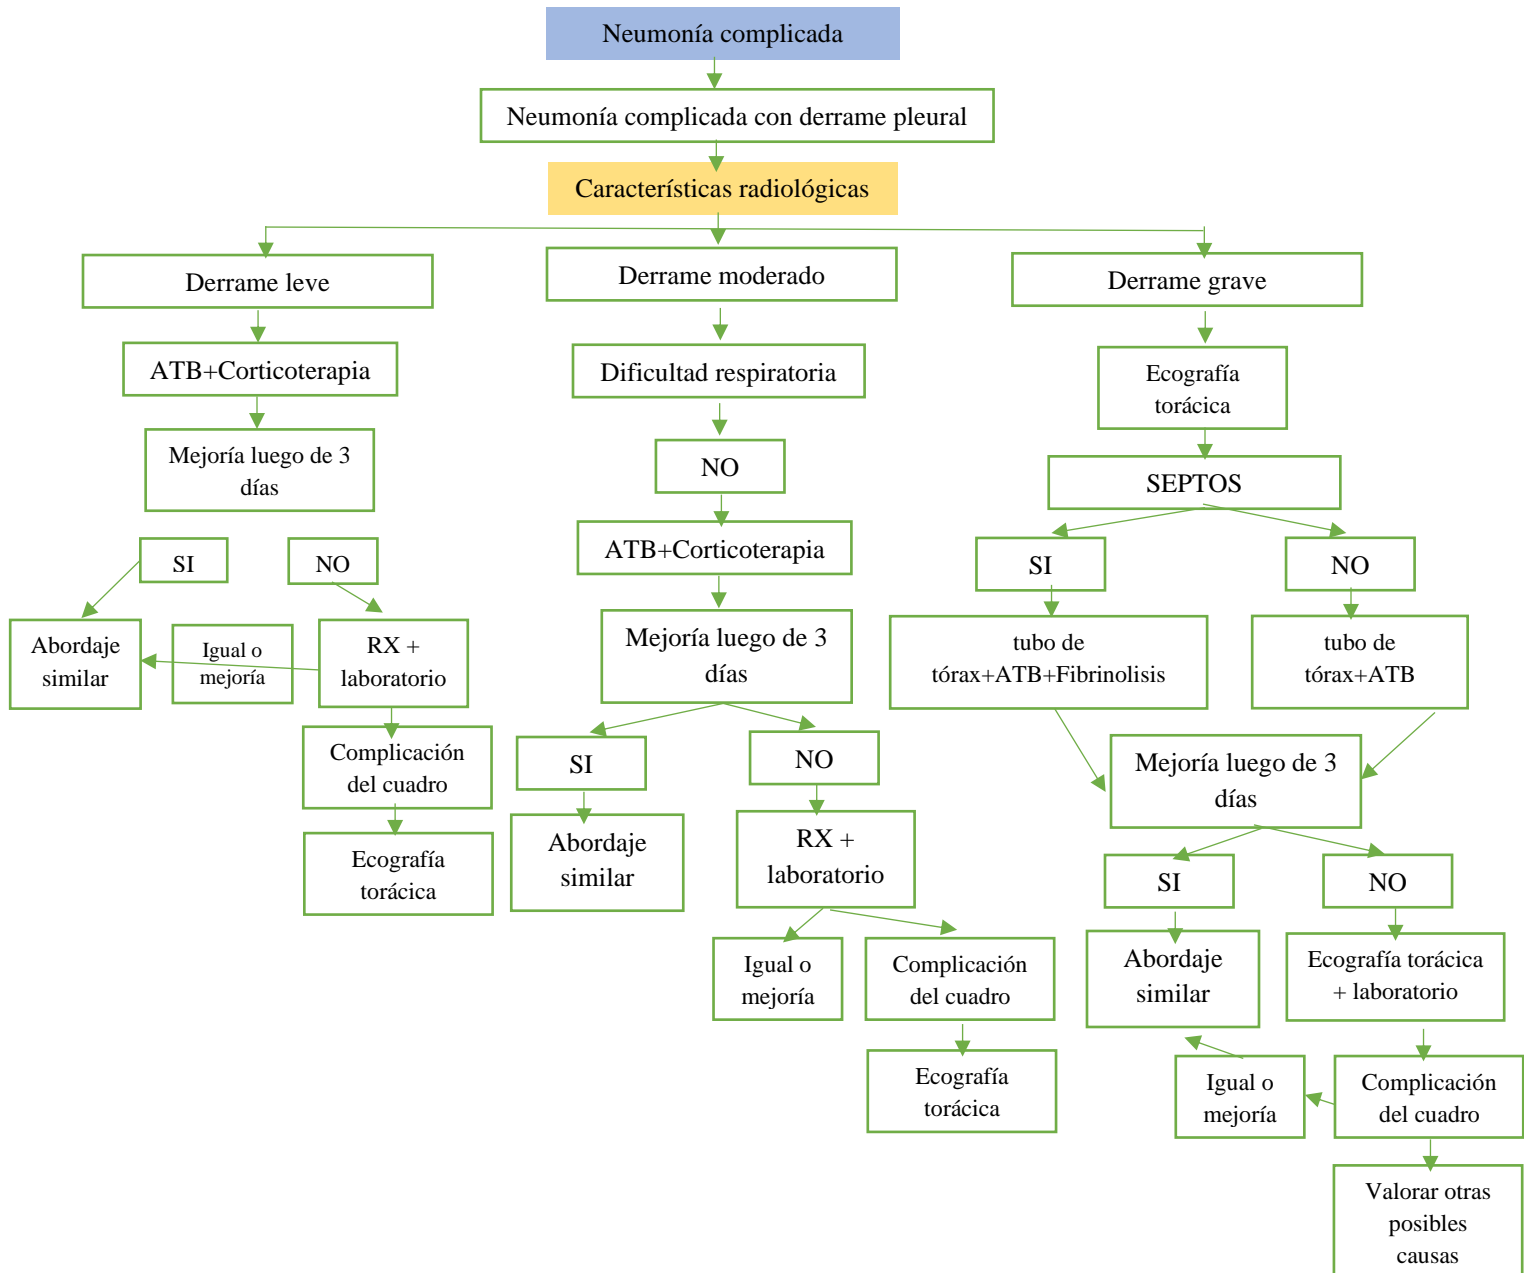 Neumonía complicada
Neumonía complicada con derrame pleural
Características radiológicas
Derrame leve
ATB+Corticoterapia
Mejoría luego de 3
días
SI
NO
Abordaje
similar
Igual o
mejoría
RX +
laboratorio
Complicación
del cuadro
Ecografía
torácica
Derrame moderado
Dificultad respiratoria
NO
ATB+Corticoterapia
Mejoría luego de 3
días
SI
NO
Abordaje
similar
RX +
laboratorio
Igual o
mejoría
Complicación
del cuadro
Ecografía
torácica
Derrame grave
Ecografía
torácica
SEPTOS
SI
NO
tubo de
tórax+ATB+Fibrinolisis
tubo de
tórax+ATB
Mejoría luego de 3
días
SI
NO
Abordaje
similar
Ecografía torácica
+ laboratorio
Igual o
mejoría
Complicación
del cuadro
Valorar otras
posibles
causas